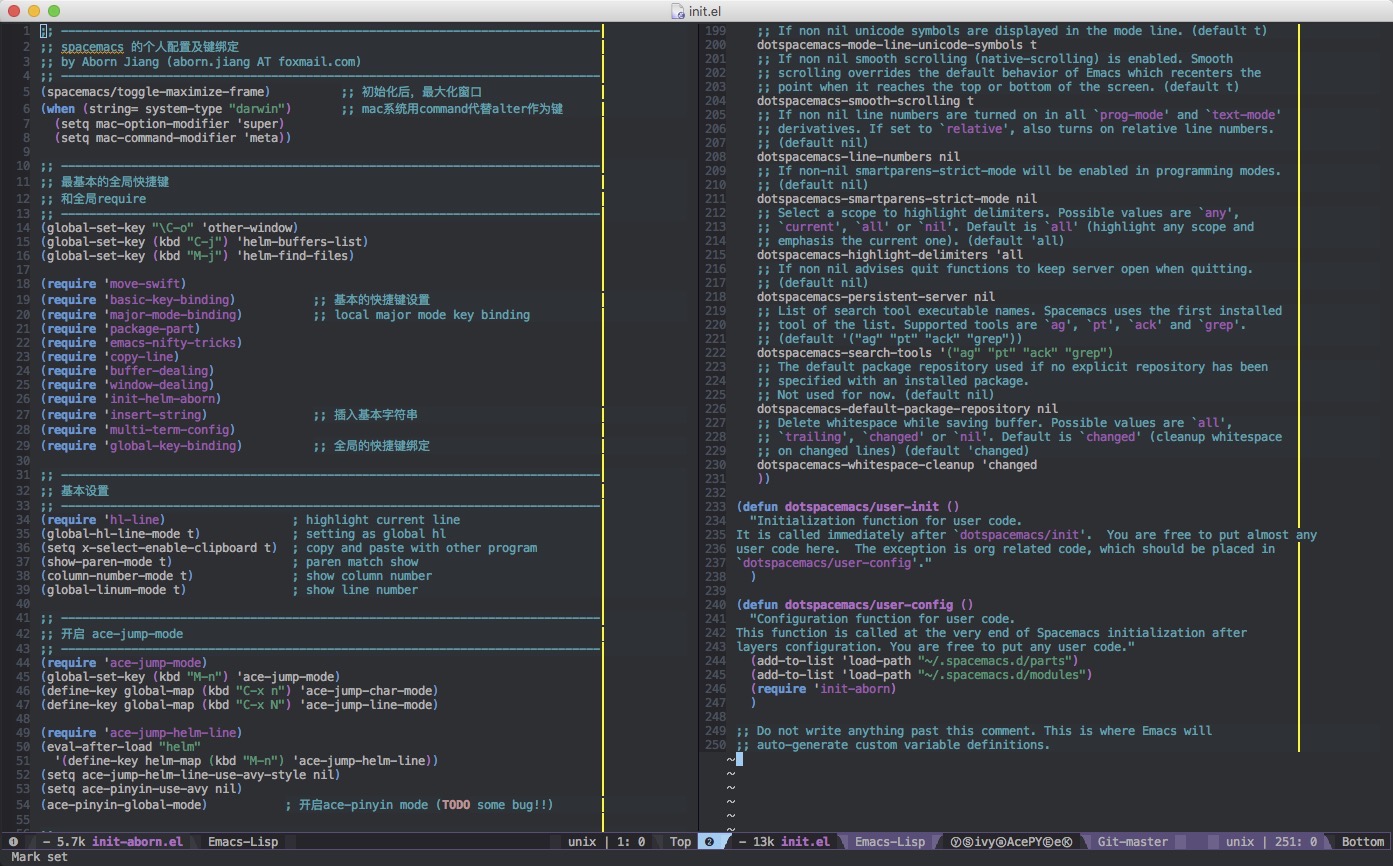 init.el
1 ;; ──────────────────────────────
2 ;; spacemacs 的个人配置及键绑定
3 ;; by Aborn Jiang (aborn.jiang AT foxmail.com)
4 ;; ──────────────────────────────
5 (spacemacs/toggle-maximize-frame) ;; 初始化后，最大化窗口
6 (when (string= system-type "darwin") ;; mac系统用command代替alter作为键
7 (setq mac-option-modifier 'super)
8 (setq mac-command-modifier 'meta))
9
10 ;; ──────────────────────────────
11 ;; 最基本的全局快捷键
12 ;; 和全局require
13 ;; ──────────────────────────────
14 (global-set-key "\C-o" 'other-window)
15 (global-set-key (kbd "C-j") 'helm-buffers-list)
16 (global-set-key (kbd "M-j") 'helm-find-files)
17
18 (require 'move-swift)
19 (require 'basic-key-binding) ;; 基本的快捷键设置
20 (require 'major-mode-binding) ;; local major mode key binding
21 (require 'package-part)
22 (require 'emacs-nifty-tricks)
23 (require 'copy-line)
24 (require 'buffer-dealing)
25 (require 'window-dealing)
26 (require 'init-helm-aborn)
27 (require 'insert-string) ;; 插入基本字符串
28 (require 'multi-term-config)
29 (require 'global-key-binding) ;; 全局的快捷键绑定
30
31 ;; ──────────────────────────────
32 ;; 基本设置
33 ;; ──────────────────────────────
34 (require 'hl-line) ; highlight current line
35 (global-hl-line-mode t) ; setting as global hl
36 (setq x-select-enable-clipboard t) ; copy and paste with other program
37 (show-paren-mode t) ; paren match show
38 (column-number-mode t) ; show column number
39 (global-linum-mode t) ; show line number
40
41 ;; ──────────────────────────────
42 ;; 开启 ace-jump-mode
43 ;; ──────────────────────────────
44 (require 'ace-jump-mode)
45 (global-set-key (kbd "M-n") 'ace-jump-mode)
46 (define-key global-map (kbd "C-x n") 'ace-jump-char-mode)
47 (define-key global-map (kbd "C-x N") 'ace-jump-line-mode)
48
49 (require 'ace-jump-helm-line)
50 (eval-after-load "helm"
51 '(define-key helm-map (kbd "M-n") 'ace-jump-helm-line))
52 (setq ace-jump-helm-line-use-avy-style nil)
53 (setq ace-pinyin-use-avy nil)
54 (ace-pinyin-global-mode) ; 开启ace-pinyin mode (TODO some bug!!)
55
❶ - 5.7k init-aborn.el Emacs-Lisp unix | 1: 0 Top
199 ;; If non nil unicode symbols are displayed in the mode line. (default t)
200 dotspacemacs-mode-line-unicode-symbols t
201 ;; If non nil smooth scrolling (native-scrolling) is enabled. Smooth
202 ;; scrolling overrides the default behavior of Emacs which recenters the
203 ;; point when it reaches the top or bottom of the screen. (default t)
204 dotspacemacs-smooth-scrolling t
205 ;; If non nil line numbers are turned on in all `prog-mode' and `text-mode'
206 ;; derivatives. If set to `relative', also turns on relative line numbers.
207 ;; (default nil)
208 dotspacemacs-line-numbers nil
209 ;; If non-nil smartparens-strict-mode will be enabled in programming modes.
210 ;; (default nil)
211 dotspacemacs-smartparens-strict-mode nil
212 ;; Select a scope to highlight delimiters. Possible values are `any',
213 ;; `current', `all' or `nil'. Default is `all' (highlight any scope and
214 ;; emphasis the current one). (default 'all)
215 dotspacemacs-highlight-delimiters 'all
216 ;; If non nil advises quit functions to keep server open when quitting.
217 ;; (default nil)
218 dotspacemacs-persistent-server nil
219 ;; List of search tool executable names. Spacemacs uses the first installed
220 ;; tool of the list. Supported tools are `ag', `pt', `ack' and `grep'.
221 ;; (default '("ag" "pt" "ack" "grep"))
222 dotspacemacs-search-tools '("ag" "pt" "ack" "grep")
223 ;; The default package repository used if no explicit repository has been
224 ;; specified with an installed package.
225 ;; Not used for now. (default nil)
226 dotspacemacs-default-package-repository nil
227 ;; Delete whitespace while saving buffer. Possible values are `all',
228 ;; `trailing', `changed' or `nil'. Default is `changed' (cleanup whitespace
229 ;; on changed lines) (default 'changed)
230 dotspacemacs-whitespace-cleanup 'changed
231 ))
232
233 (defun dotspacemacs/user-init ()
234 "Initialization function for user code.
235 It is called immediately after `dotspacemacs/init'. You are free to put almost any
236 user code here. The exception is org related code, which should be placed in
237 `dotspacemacs/user-config'."
238 )
239
240 (defun dotspacemacs/user-config ()
241 "Configuration function for user code.
242 This function is called at the very end of Spacemacs initialization after
243 layers configuration. You are free to put any user code."
244 (add-to-list 'load-path "~/.spacemacs.d/parts")
245 (add-to-list 'load-path "~/.spacemacs.d/modules")
246 (require 'init-aborn)
247 )
248
249 ;; Do not write anything past this comment. This is where Emacs will
250 ;; auto-generate custom variable definitions.
~
~
~
~
~
~
❷ - 13k init.el Emacs-Lisp ⓨⓢivyⓐAcePYⒺeⓀ Git-master unix | 251: 0 Bottom
Mark set